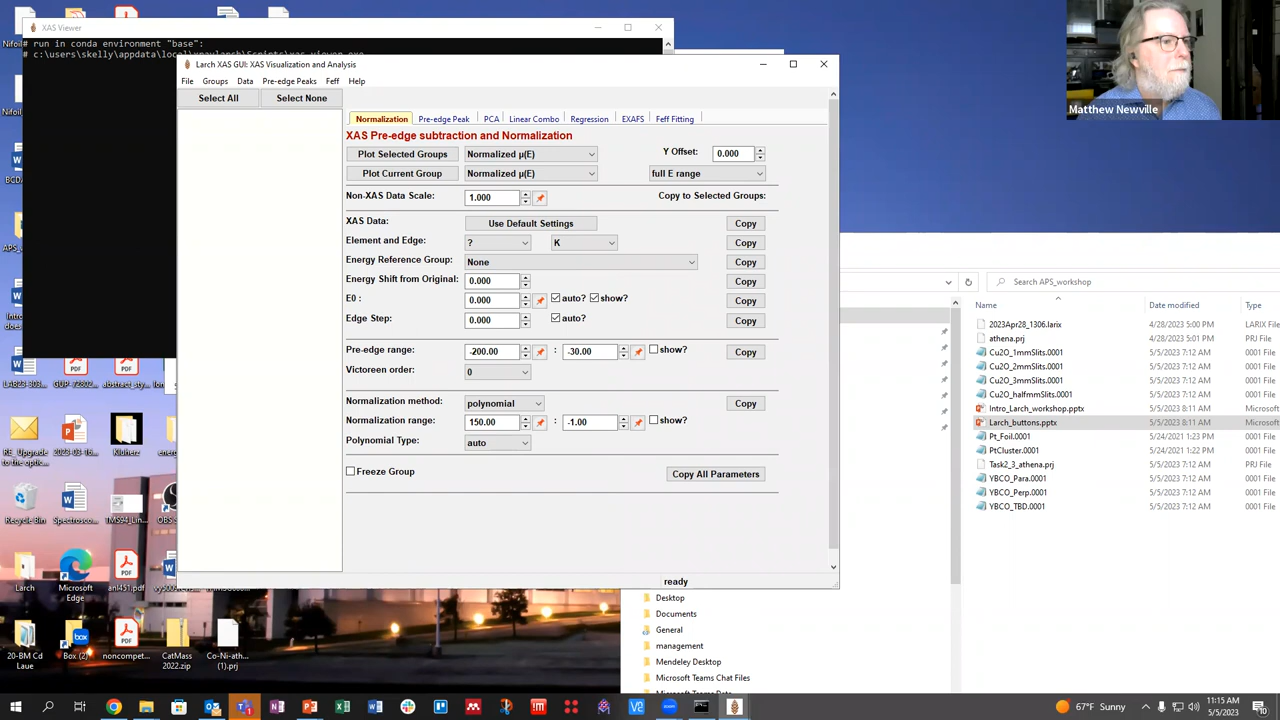 XAS Viewer
# run in conda environment "base":
Larch XAS GUI: XAS Visualization and Analysis
File Groups Data Pre-edge Peaks Feff Help
Select All Select None
Normalization Pre-edge Peak PCA Linear Combo Regression EXAFS Feff Fitting
XAS Pre-edge subtraction and Normalization
Plot Selected Groups Normalized μ(E) Y Offset: 0.000
Plot Current Group Normalized μ(E) full E range
Non-XAS Data Scale: 1.000 Copy to Selected Groups:
XAS Data: Use Default Settings Copy
Element and Edge: ? K Copy
Energy Reference Group: None Copy
Energy Shift from Original: 0.000 Copy
E0 : 0.000 auto? show? Copy
Edge Step: 0.000 auto? Copy
Pre-edge range: -200.00 : -30.00 show? Copy
Victoreen order: 0
Normalization method: polynomial Copy
Normalization range: 150.00 : -1.00 show?
Polynomial Type: auto
Freeze Group Copy All Parameters
ready
Matthew Newville
Search APS_workshop
Name Date modified Type
2023Apr28_1306.larix 4/28/2023 5:00 PM LARIX File
athena.prj 4/28/2023 5:01 PM PRJ File
Cu2O_1mmSlits.0001 5/5/2023 7:12 AM 0001 File
Cu2O_2mmSlits.0001 5/5/2023 7:12 AM 0001 File
Cu2O_3mmSlits.0001 5/5/2023 7:12 AM 0001 File
Cu2O_halfmmSlits.0001 5/5/2023 7:12 AM 0001 File
Intro_Larch_workshop.pptx 5/5/2023 8:11 AM Microsoft
Larch_buttons.pptx 5/5/2023 8:11 AM Microsoft
Pt_Foil.0001 5/24/2021 1:23 PM 0001 File
PtCluster.0001 5/24/2021 1:22 PM 0001 File
Task2_3_athena.prj 5/5/2023 7:12 AM PRJ File
YBCO_Para.0001 5/5/2023 7:12 AM 0001 File
YBCO_Perp.0001 5/5/2023 7:12 AM 0001 File
YBCO_TBD.0001 5/5/2023 7:12 AM 0001 File
Desktop
Documents
General
management
Mendeley Desktop
Microsoft Teams Chat Files
Kluherz
Recycle Bin
Larch
Microsoft Edge
anl451.pdf
20-BM Cd Laue
Box (2)
noncompet...
CatMass 2022.zip
Co-Ni-ath... (1).prj
67°F Sunny
11:15 AM
5/5/2023